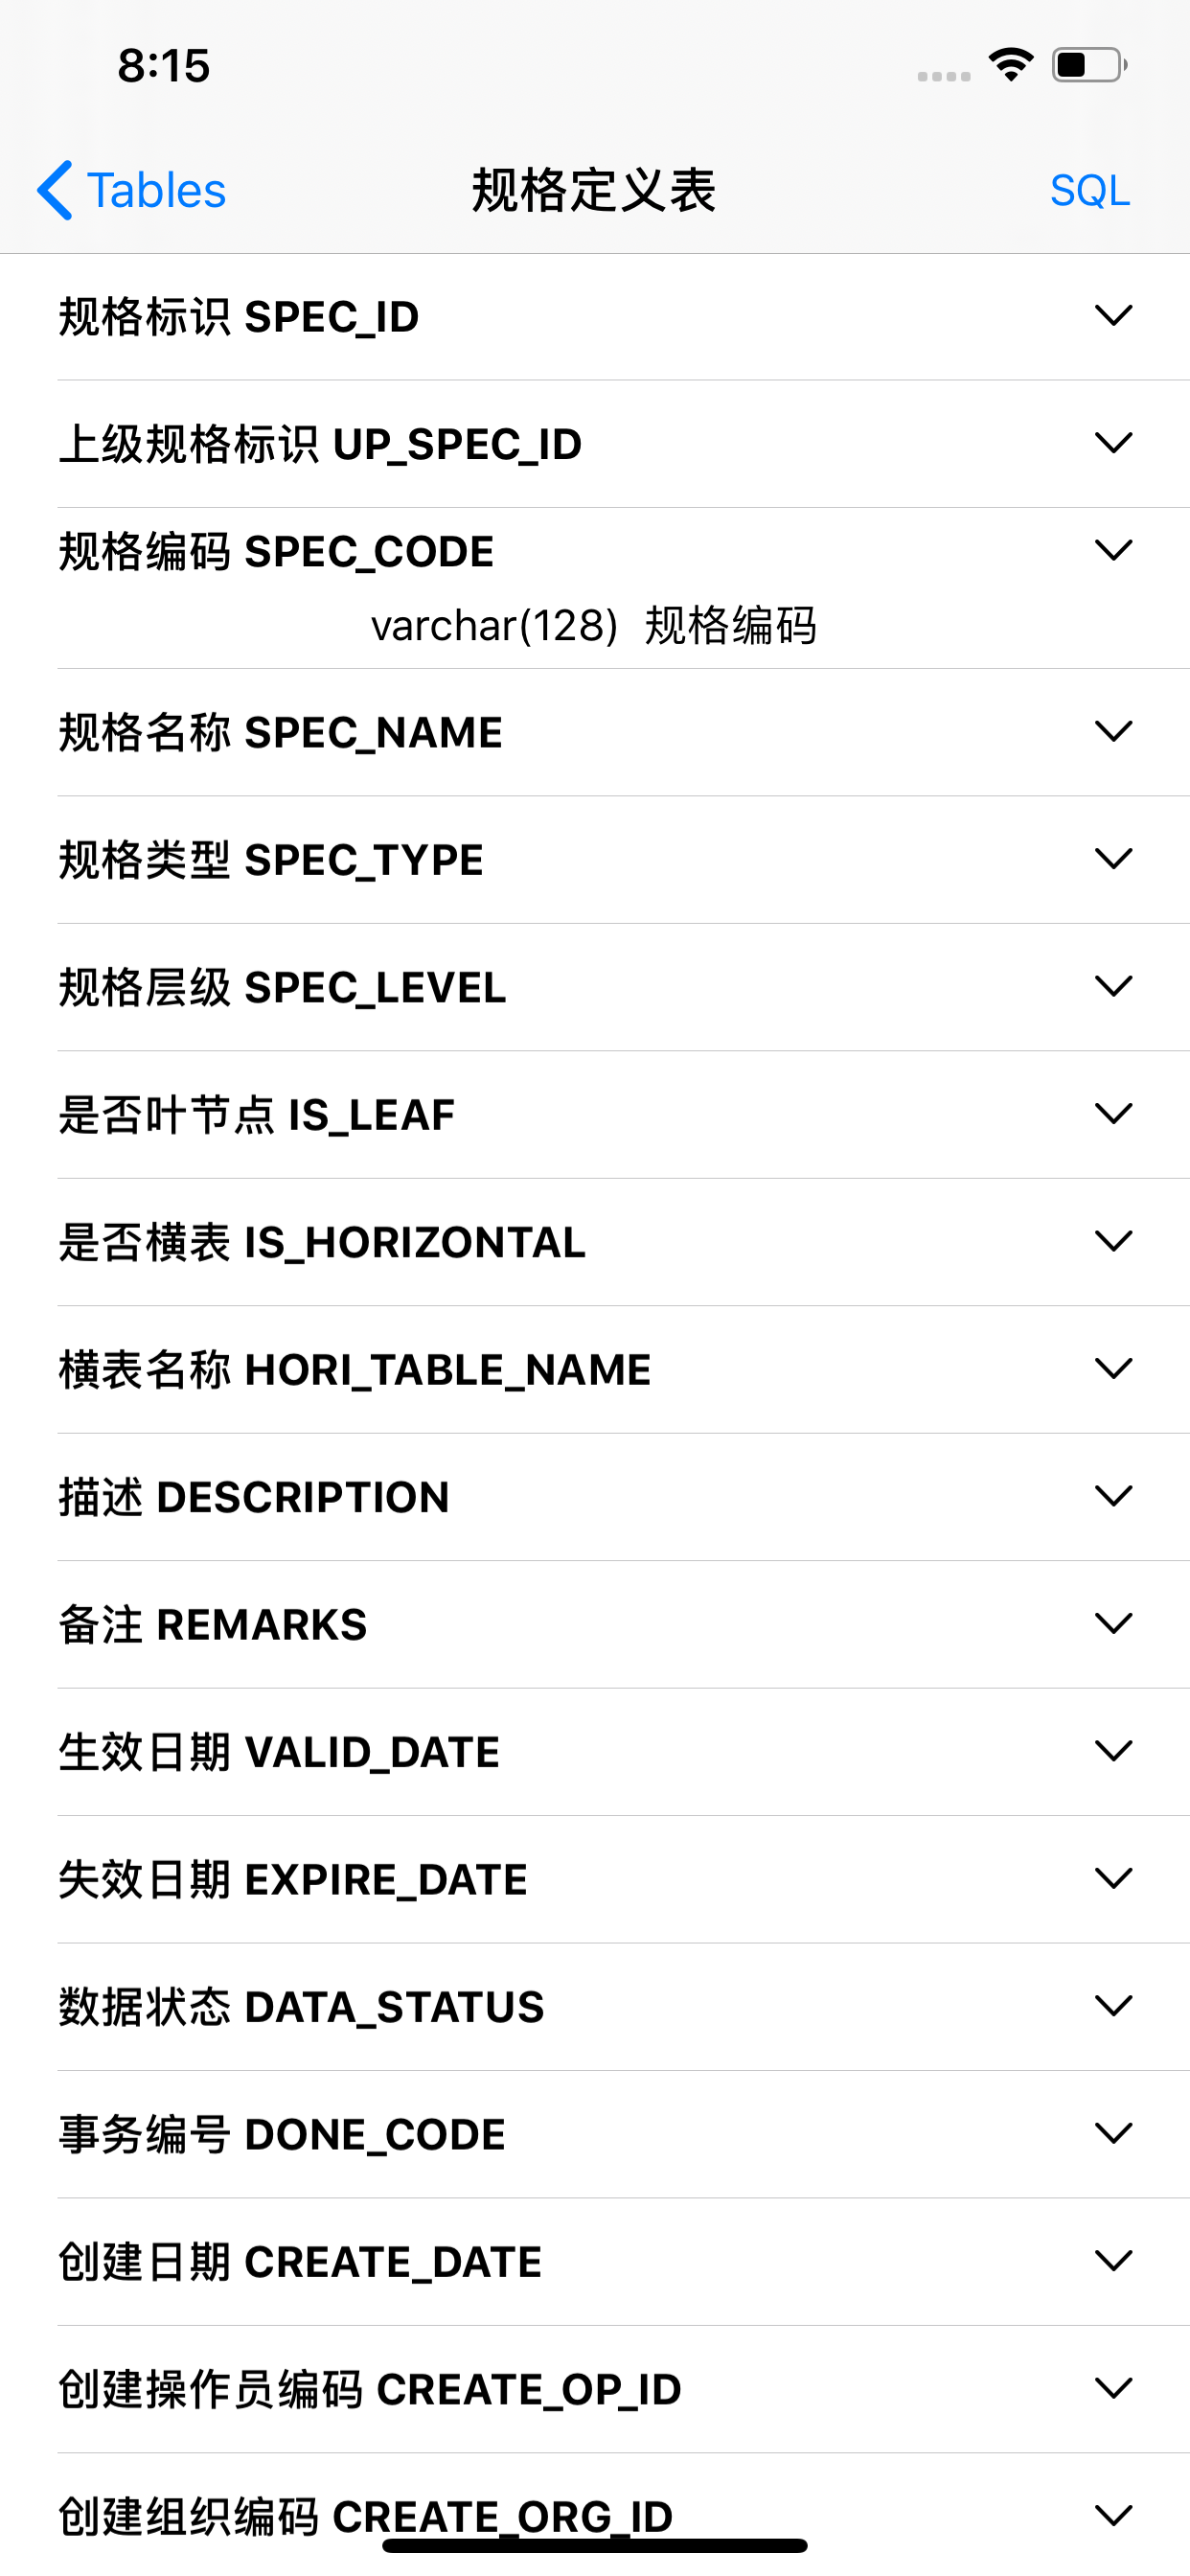 8:15
Tables 规格定义表 SQL
规格标识 SPEC_ID
上级规格标识 UP_SPEC_ID
规格编码 SPEC_CODE
varchar(128) 规格编码
规格名称 SPEC_NAME
规格类型 SPEC_TYPE
规格层级 SPEC_LEVEL
是否叶节点 IS_LEAF
是否横表 IS_HORIZONTAL
横表名称 HORI_TABLE_NAME
描述 DESCRIPTION
备注 REMARKS
生效日期 VALID_DATE
失效日期 EXPIRE_DATE
数据状态 DATA_STATUS
事务编号 DONE_CODE
创建日期 CREATE_DATE
创建操作员编码 CREATE_OP_ID
创建组织编码 CREATE_ORG_ID